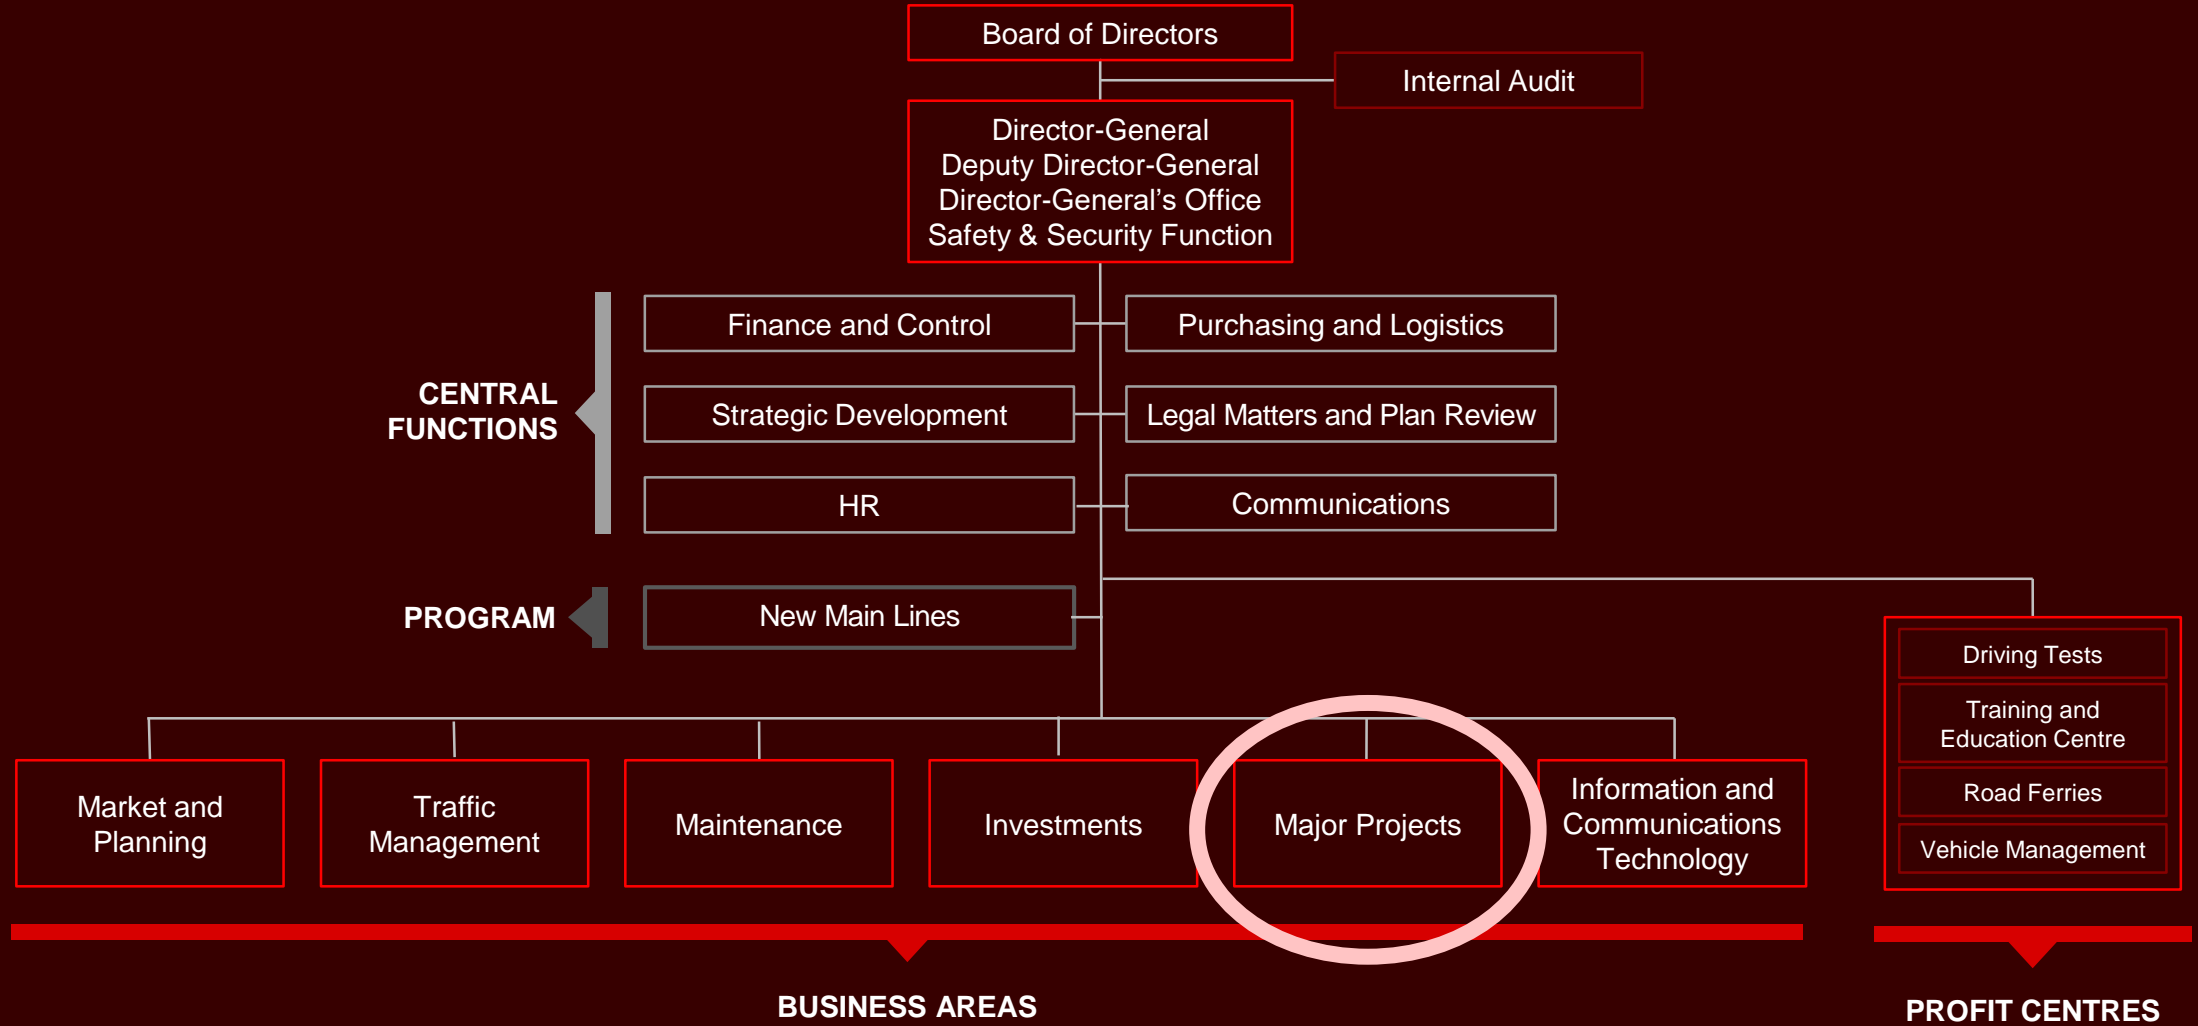 Board of Directors
Internal Audit
Director-General
Deputy Director-General
Director-General’s Office
Safety & Security Function
CENTRAL
FUNCTIONS
Finance and Control
Purchasing and Logistics
Strategic Development
Legal Matters and Plan Review
HR
Communications
PROGRAM
New Main Lines
Market and
Planning
Traffic
Management
Maintenance
Investments
Major Projects
Information and
Communications
Technology
Driving Tests
Training and
Education Centre
Road Ferries
Vehicle Management
BUSINESS AREAS
PROFIT CENTRES